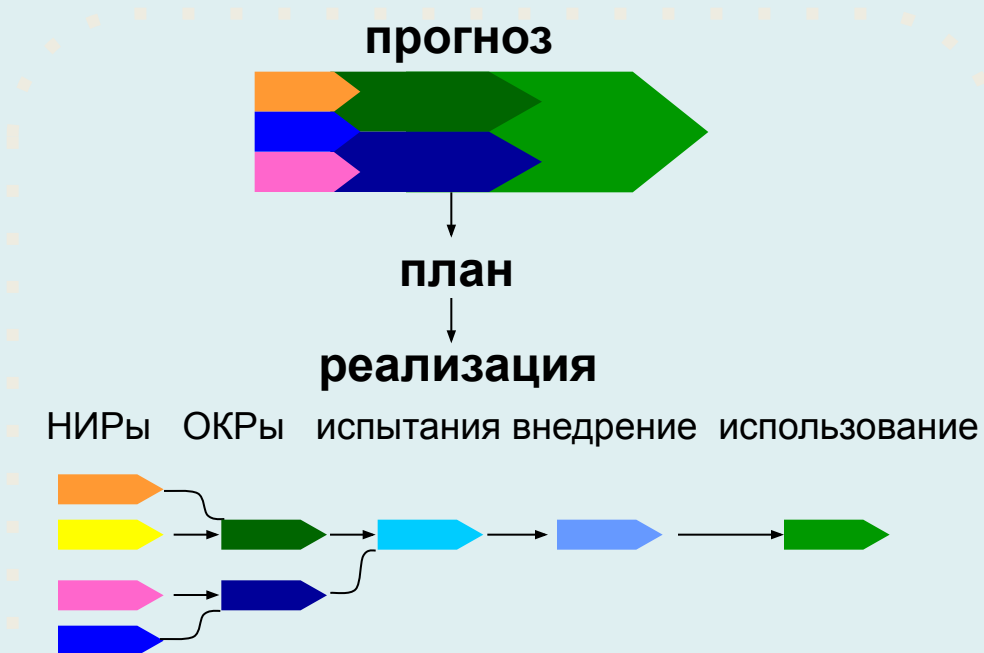 прогноз
план
реализация
НИРы ОКРы испытания внедрение использование